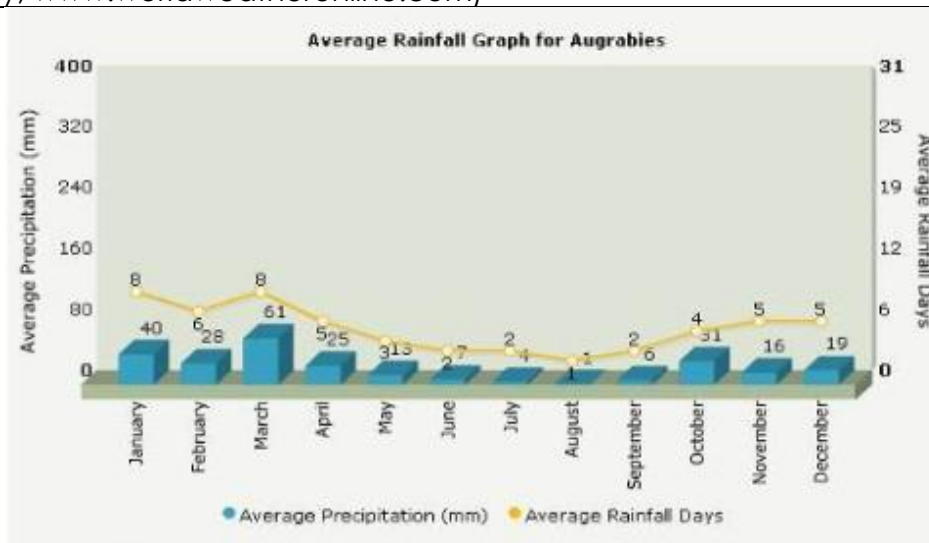 Average Rainfall Graph for Augrabies
400
320
240
160
80
0
Average Precipitation (mm)
31
25
19
12
6
0
Average Rainfall Days
8 6 8 5 3 2 2 1 2 4 5 5
40 28 61 25 13 7 4 1 6 31 16 19
January
February
March
April
May
June
July
August
September
October
November
December
Average Precipitation (mm) Average Rainfall Days